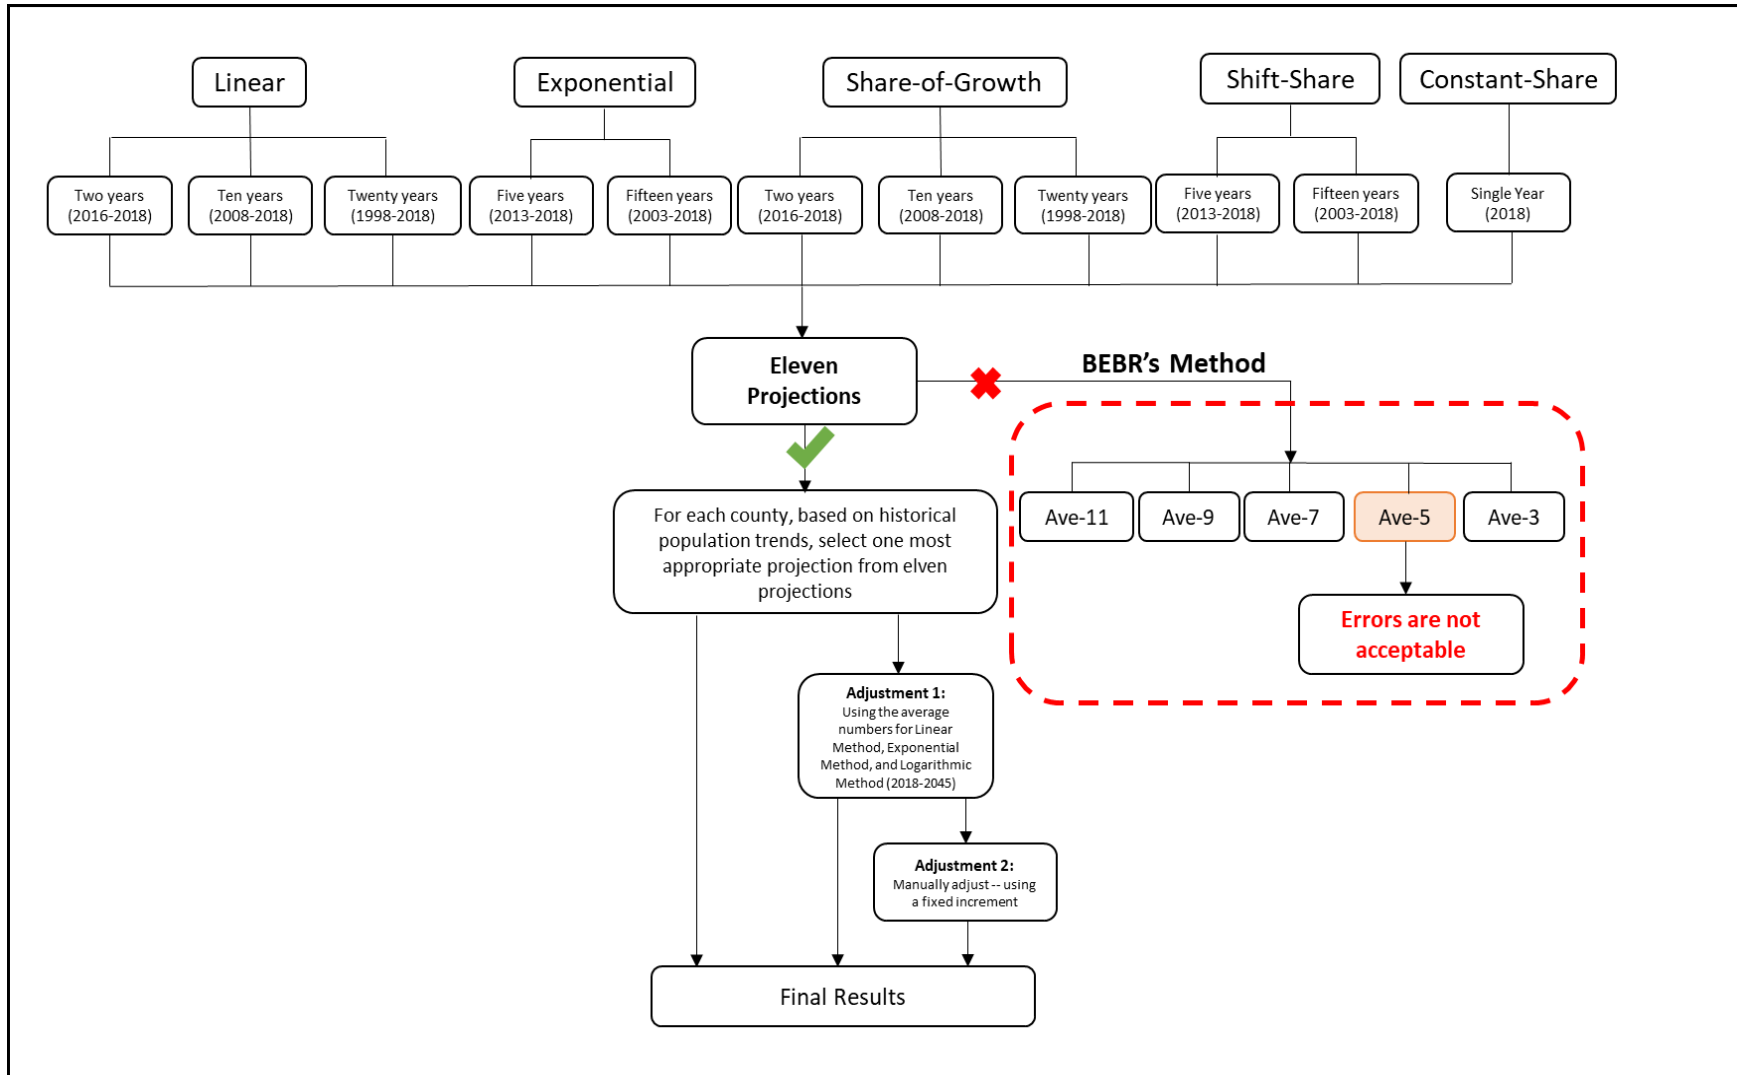 Linear
Exponential
Share-of-Growth
Shift-Share
Constant-Share
Two years
(2016-2018)
Ten years
(2008-2018)
Twenty years
(1998-2018)
Five years
(2013-2018)
Fifteen years
(2003-2018)
Two years
(2016-2018)
Ten years
(2008-2018)
Twenty years
(1998-2018)
Five years
(2013-2018)
Fifteen years
(2003-2018)
Single Year
(2018)
Eleven
Projections
BEBR's Method
Ave-11
Ave-9
Ave-7
Ave-5
Ave-3
For each county, based on historical
population trends, select one most
appropriate projection from elven
projections
Errors are not
acceptable
Adjustment 1:
Using the average
numbers for Linear
Method, Exponential
Method, and Logarithmic
Method (2018-2045)
Adjustment 2:
Manually adjust -- using
a fixed increment
Final Results